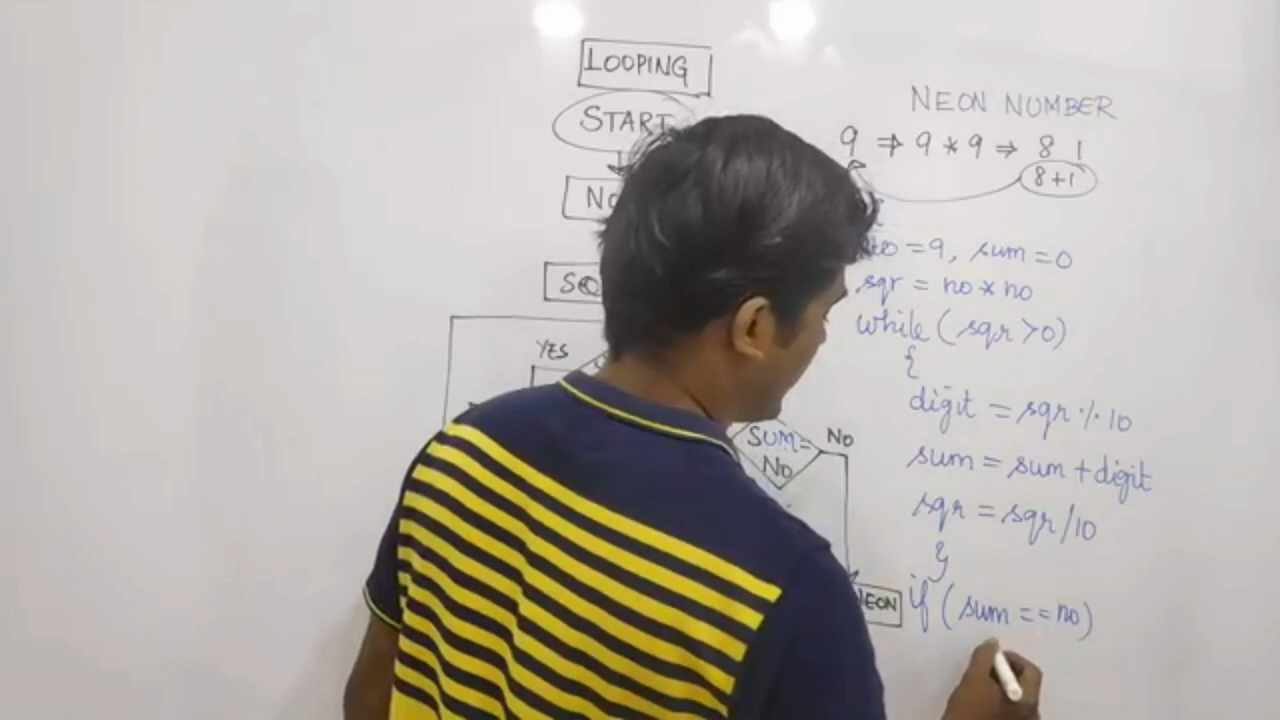 LOOPING
START
YES
SUM=
NO
NO
NEON NUMBER
9 ⇒ 9 * 9 ⇒ 8 1
8+1
=9, sum=0
sqr = no * no
while (sqr>0)
{
digit = sqr % 10
sum = sum + digit
sqr = sqr/10
}
if (sum == no)